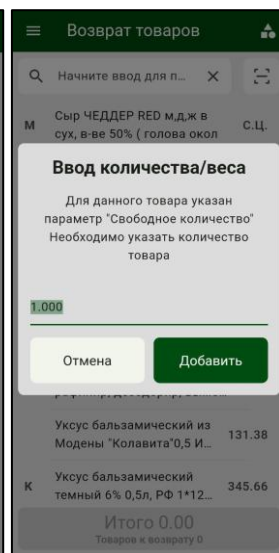 Возврат товаров
Начните ввод для п...
М
Сыр ЧЕДДЕР RED м,д,ж в
сух, в-ве 50% ( голова окол
С.Ц.
Ввод количества/веса
Для данного товара указан
параметр "Свободное количество"
Необходимо указать количество
товара
1.000
Отмена
Добавить
Уксус бальзамический из
Модены "Колавита"0,5 И...
131.38
К
Уксус бальзамический
темный 6% 0,5л, РФ 1*12...
345.66
Итого 0.00
Товаров к возврату 0